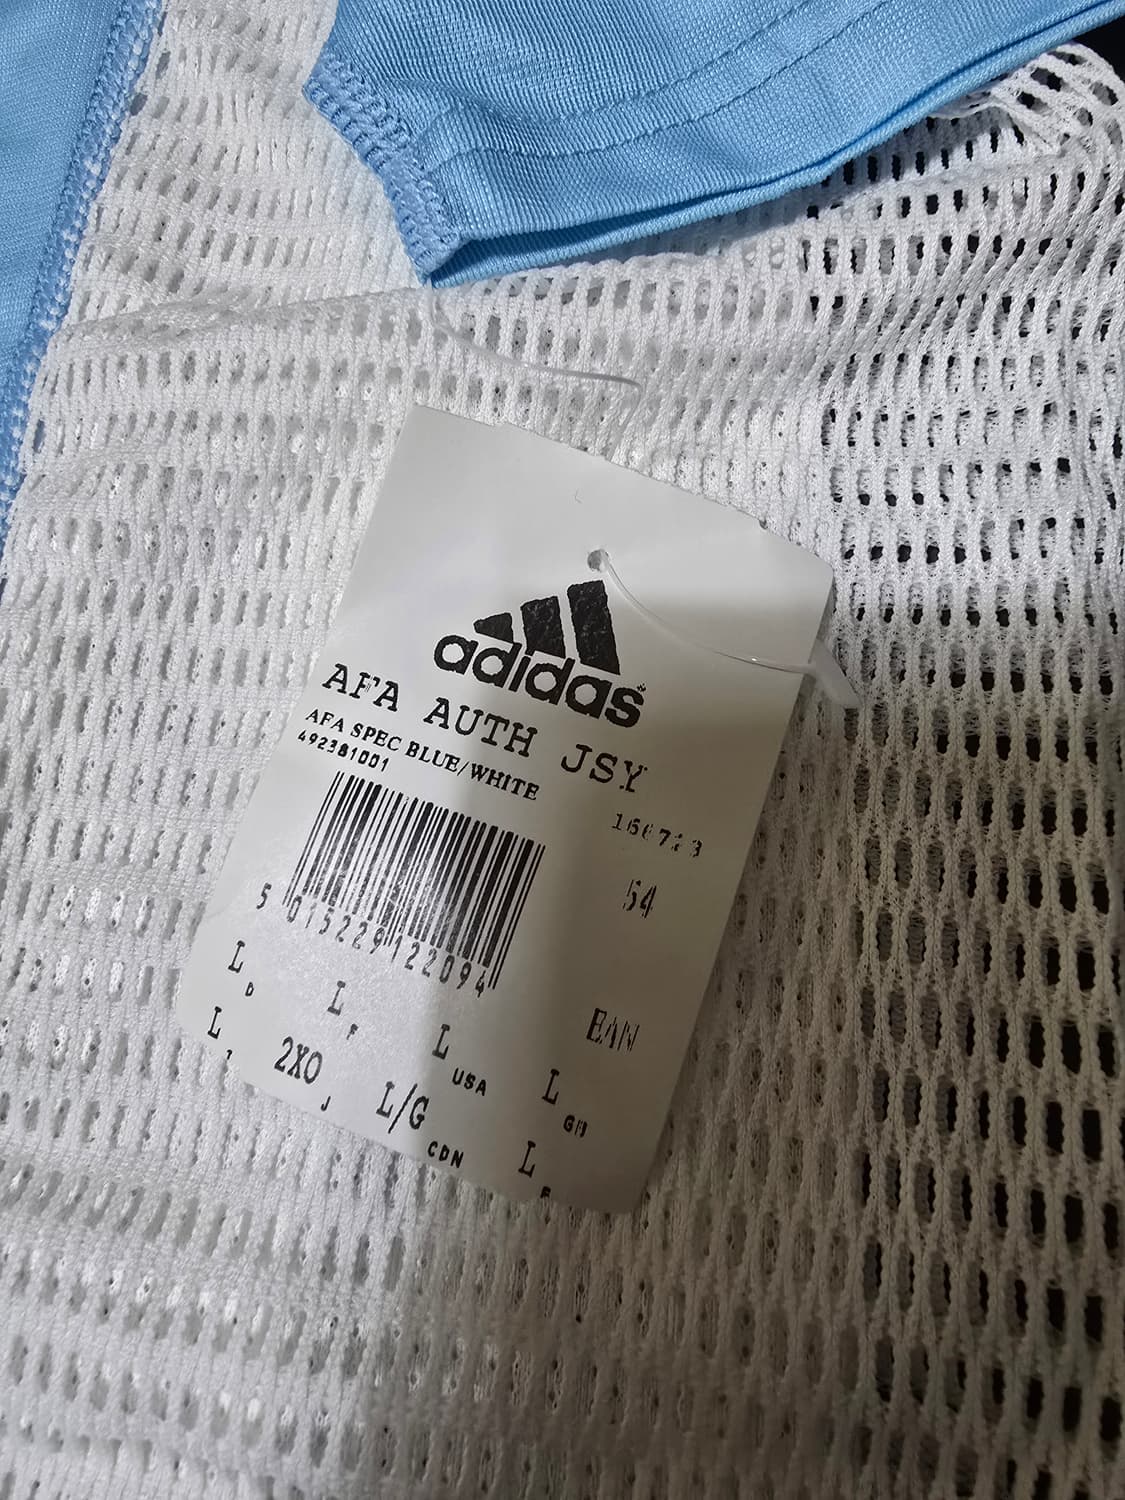 adidas
AFA AUTH JSY
AFA SPEC BLUE/WHITE
492381001
54
5 015229 122094
EAN
L D L F L USA L GB
L I 2XO J L/G CDN L E